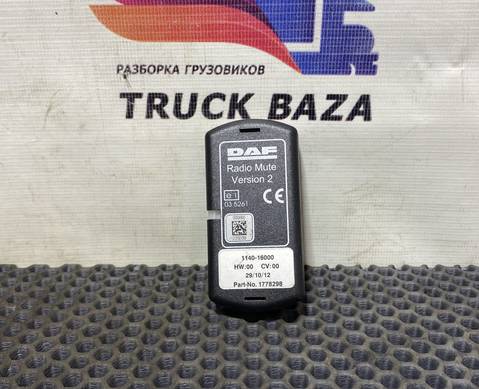 РАЗБОРКА ГРУЗОВИКОВ
TRUCK BAZA
DAF
Radio Mute
Version 2
e1
03 5261
CE
1140-16000
HW:00 CV:00
29/10/12
Part-No. 1778298